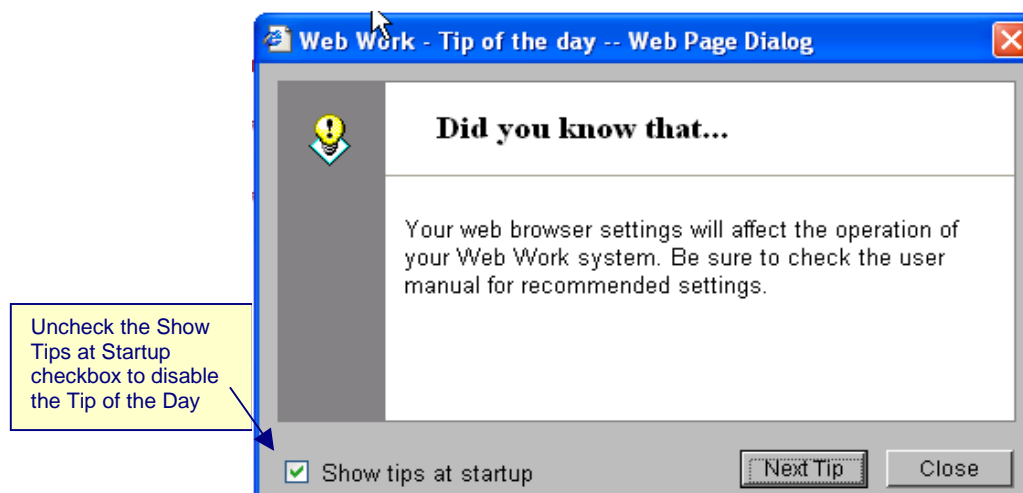 Web Work - Tip of the day -- Web Page Dialog
Did you know that...
Your web browser settings will affect the operation of
your Web Work system. Be sure to check the user
manual for recommended settings.
Uncheck the Show
Tips at Startup
checkbox to disable
the Tip of the Day
Show tips at startup
Next Tip
Close